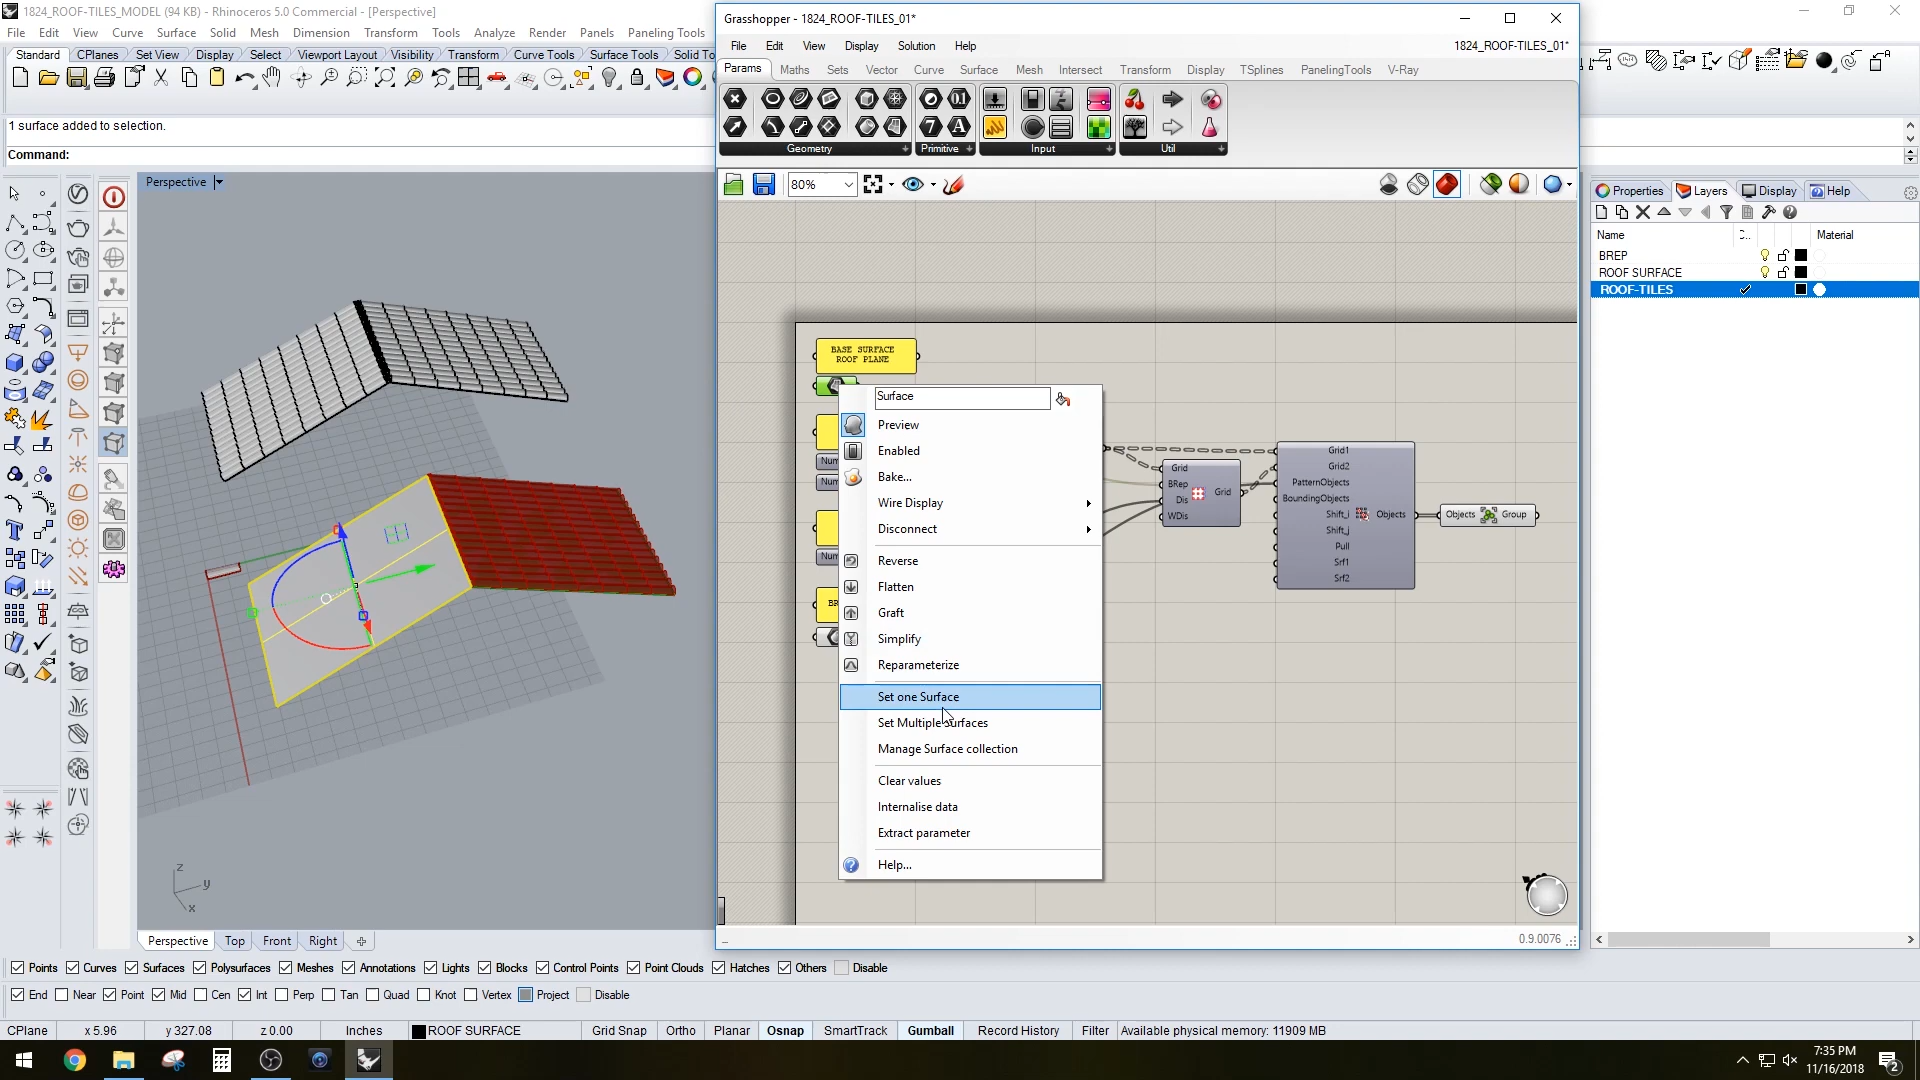 1824_ROOF-TILES_MODEL (94 KB) - Rhinoceros 5.0 Commercial - [Perspective]
File Edit View Curve Surface Solid Mesh Dimension Transform Tools Analyze Render Panels Paneling Tools
Standard CPlanes Set View Display Select Viewport Layout Visibility Transform Curve Tools Surface Tools Solid To
1 surface added to selection.
Command:
Perspective
Grasshopper - 1824_ROOF-TILES_01*
File Edit View Display Solution Help 1824_ROOF-TILES_01*
Params Maths Sets Vector Curve Surface Mesh Intersect Transform Display TSplines PanelingTools V-Ray
Geometry Primitive Input Util
80%
BASE SURFACE
ROOF PLANE
Num
Num
Num
BR
Surface
Preview
Enabled
Bake...
Wire Display
Disconnect
Reverse
Flatten
Graft
Simplify
Reparameterize
Set one Surface
Set Multiple Surfaces
Manage Surface collection
Clear values
Internalise data
Extract parameter
Help...
Grid
BRep
Dis
WDis
Grid
Grid1
Grid2
PatternObjects
BoundingObjects
Shift_i
Shift_j
Pull
Srf1
Srf2
Objects
Objects Group
0.9.0076
Properties Layers Display Help
Name C.. Material
BREP
ROOF SURFACE
ROOF-TILES
z
y
x
Perspective Top Front Right
Points Curves Surfaces Polysurfaces Meshes Annotations Lights Blocks Control Points Point Clouds Hatches Others Disable
End Near Point Mid Cen Int Perp Tan Quad Knot Vertex Project Disable
CPlane x 5.96 y 327.08 z 0.00 Inches ROOF SURFACE Grid Snap Ortho Planar Osnap SmartTrack Gumball Record History Filter Available physical memory: 11909 MB
7:35 PM
11/16/2018
2